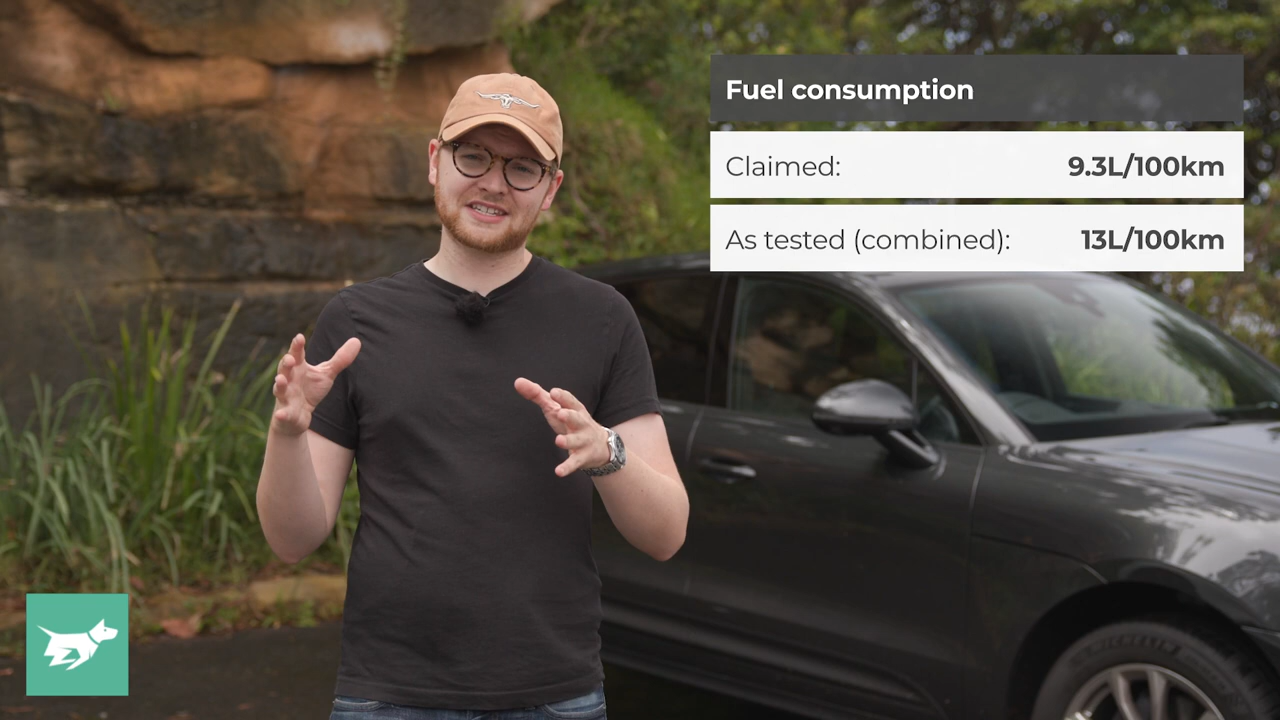 Fuel consumption
Claimed: 9.3L/100km
As tested (combined): 13L/100km